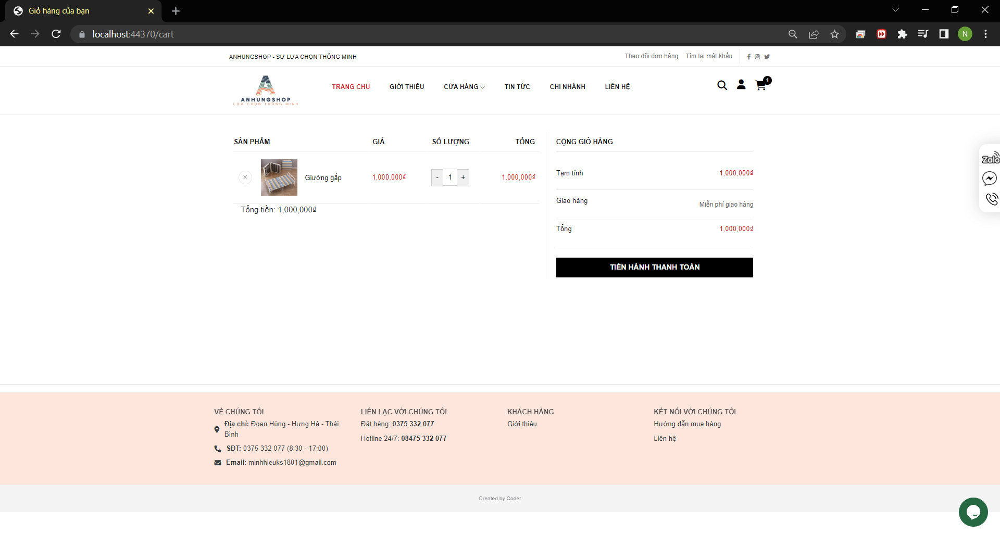 Giỏ hàng của bạn
localhost:44370/cart
N
ANHUNGSHOP - SỰ LỰA CHỌN THÔNG MINH
Theo dõi đơn hàng
Tìm lại mật khẩu
ANHUNGSHOP
LỰA CHỌN THÔNG MINH
TRANG CHỦ
GIỚI THIỆU
CỬA HÀNG
TIN TỨC
CHI NHÁNH
LIÊN HỆ
1
SẢN PHẨM GIÁ SỐ LƯỢNG TỔNG
X Giường gấp 1,000,000₫ - 1 + 1,000,000₫
Tổng tiền: 1,000,000₫
CỘNG GIỎ HÀNG
Tạm tính 1,000,000₫
Giao hàng
Miễn phí giao hàng
Tổng 1,000,000₫
TIẾN HÀNH THANH TOÁN
Zalo
VỀ CHÚNG TÔI
Địa chỉ: Đoan Hùng - Hưng Hà - Thái
Bình
SĐT: 0375 332 077 (8:30 - 17:00)
Email: minhhieuks1801@gmail.com
LIÊN LẠC VỚI CHÚNG TÔI
Đặt hàng: 0375 332 077
Hotline 24/7: 08475 332 077
KHÁCH HÀNG
Giới thiệu
KẾT NỐI VỚI CHÚNG TÔI
Hướng dẫn mua hàng
Liên hệ
Created by Coder